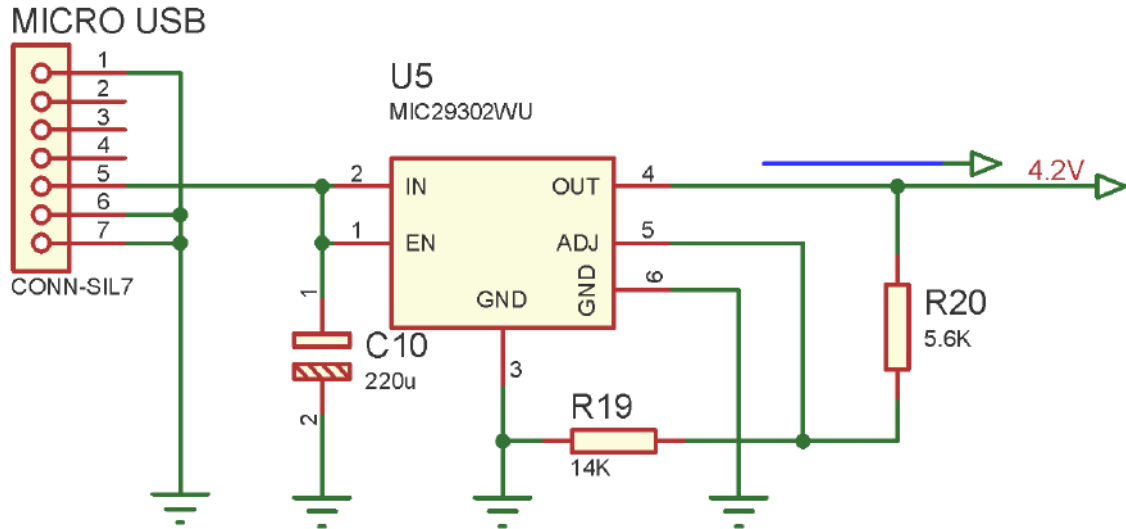 MICRO USB
1
2
3
4
5
6
7
CONN-SIL7
U5
MIC29302WU
2
IN
1
EN
OUT
4
ADJ
5
GND
6
GND
3
4.2V
1
C10
220u
2
R19
14K
R20
5.6K